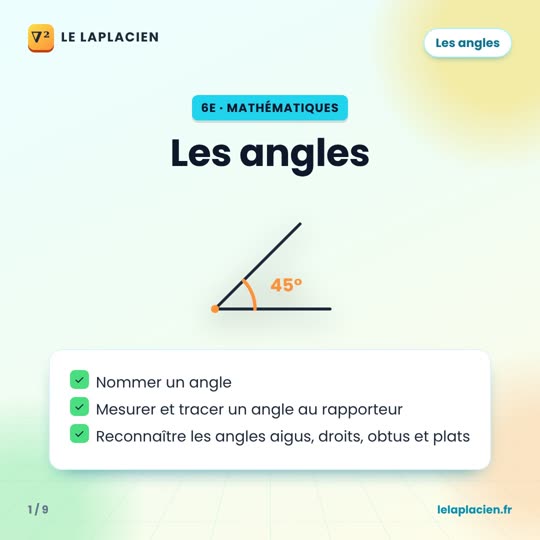 ∇² LE LAPLACIEN
Les angles
6E · MATHÉMATIQUES
Les angles
45°
Nommer un angle
Mesurer et tracer un angle au rapporteur
Reconnaître les angles aigus, droits, obtus et plats
1 / 9
lelaplacien.fr